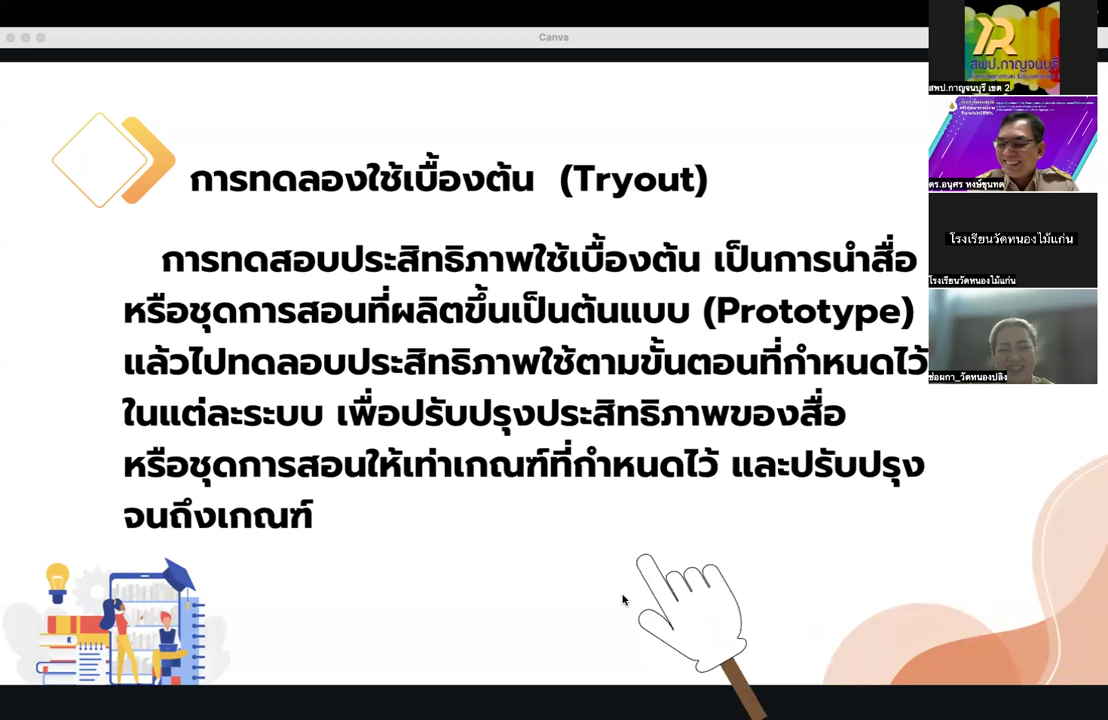 Canva
การทดลองใช้เบื้องต้น (Tryout)
การทดสอบประสิทธิภาพใช้เบื้องต้น เป็นการนำสื่อ
หรือชุดการสอนที่ผลิตขึ้นเป็นต้นแบบ (Prototype)
แล้วไปทดลอบประสิทธิภาพใช้ตามขั้นตอนที่กำหนดไว้
ในแต่ละระบบ เพื่อปรับปรุงประสิทธิภาพของสื่อ
หรือชุดการสอนให้เท่าเกณฑ์ที่กำหนดไว้ และปรับปรุง
จนถึงเกณฑ์
สพป.กาญจนบุรี
สพป.กาญจนบุรี เขต 2
ดร.อนุศร หงษ์ขุนทด
โรงเรียนวัดหนองไม้แก่น
โรงเรียนวัดหนองไม้แก่น
ช่อผกา_วัดหนองปลิง